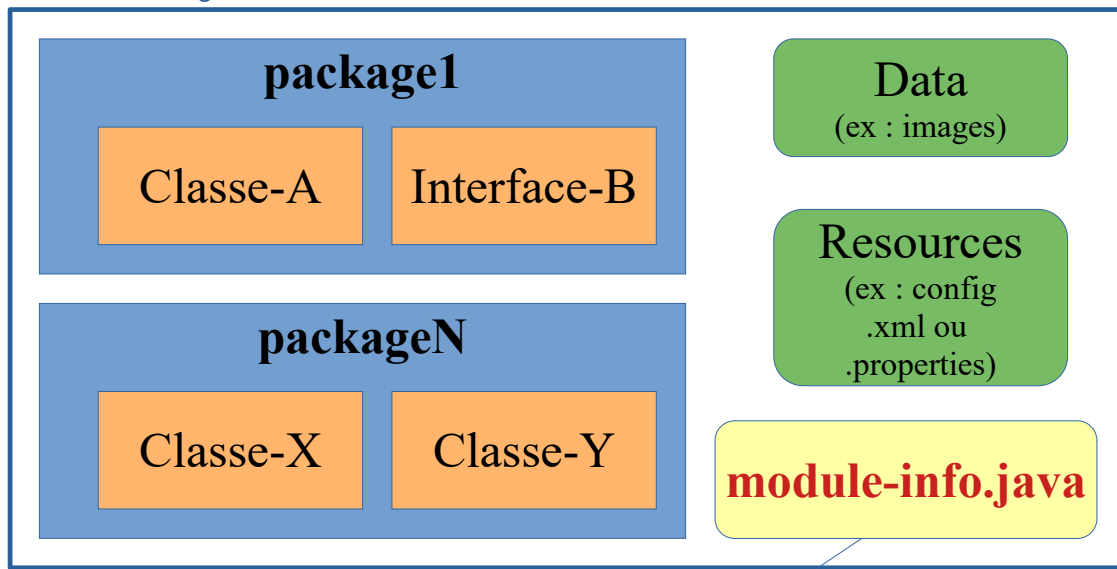 package1
Classe-A
Interface-B
packageN
Classe-X
Classe-Y
Data
(ex : images)
Resources
(ex : config
.xml ou
.properties)
module-info.java